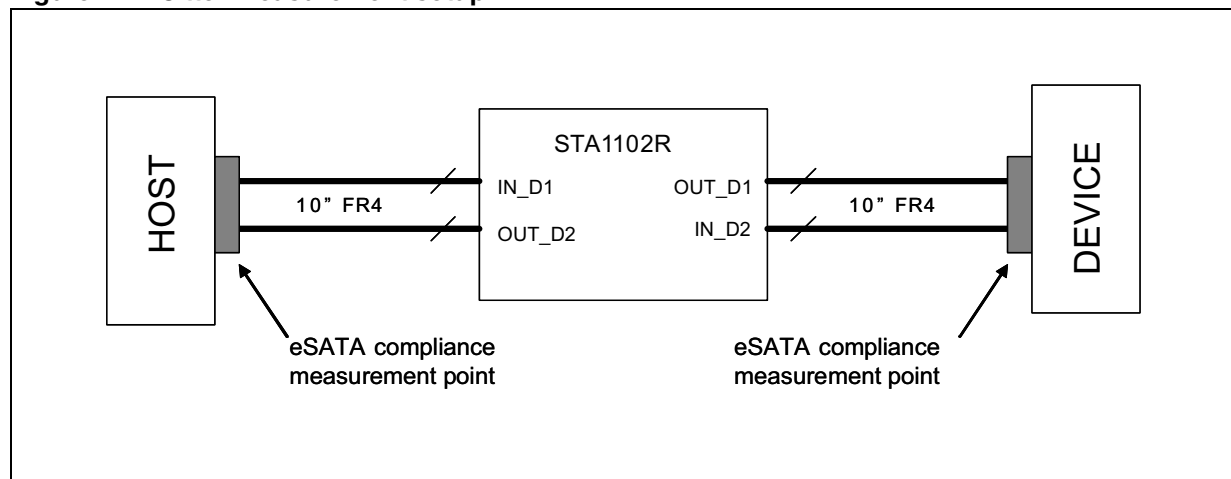 HOST
10” FR4
STA1102R
IN_D1
OUT_D1
OUT_D2
IN_D2
10” FR4
DEVICE
eSATA compliance
measurement point
eSATA compliance
measurement point